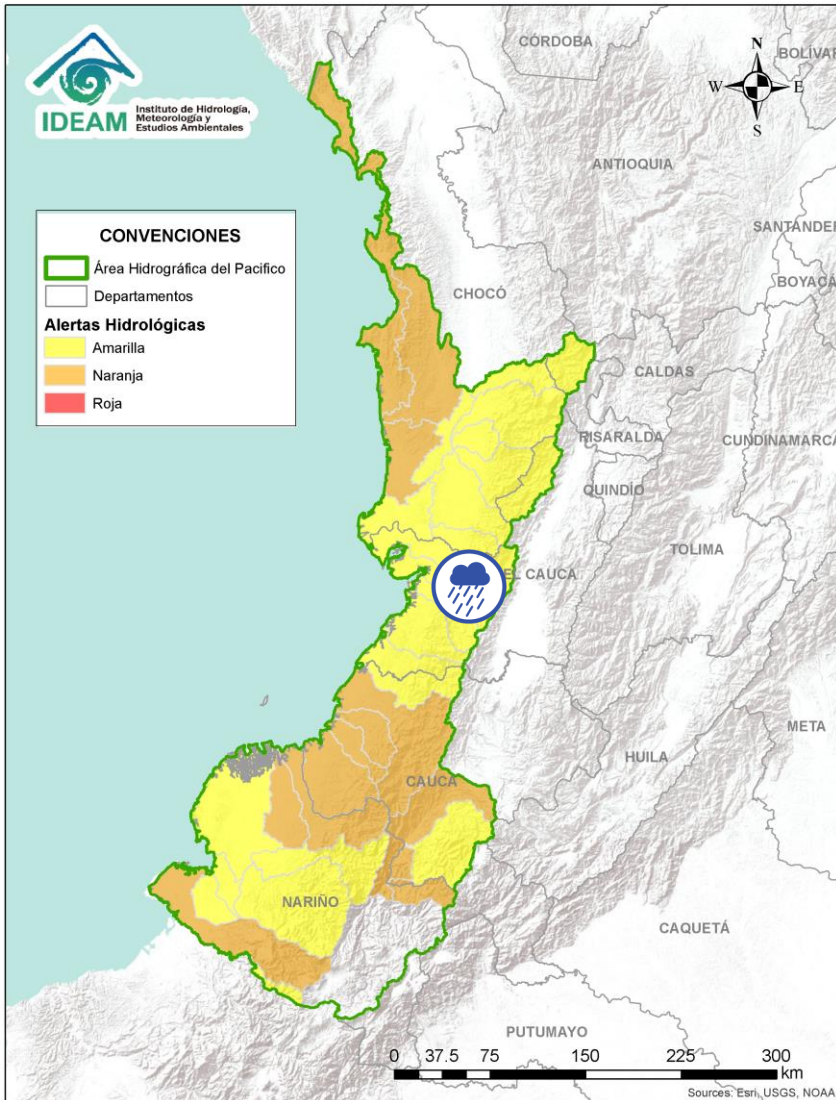 IDEAM
Instituto de Hidrología,
Meteorología y
Estudios Ambientales
CONVENCIONES
Área Hidrográfica del Pacifico
Departamentos
Alertas Hidrológicas
Amarilla
Naranja
Roja
N
W
E
S
CÓRDOBA
BOLÍVAR
ANTIOQUIA
SANTANDER
BOYACÁ
CHOCÓ
CALDAS
RISARALDA
CUNDINAMARCA
QUINDÍO
TOLIMA
EL CAUCA
META
HUILA
CAUCA
NARIÑO
CAQUETÁ
PUTUMAYO
0 37.5 75 150 225 300
km
Sources: Esri, USGS, NOAA